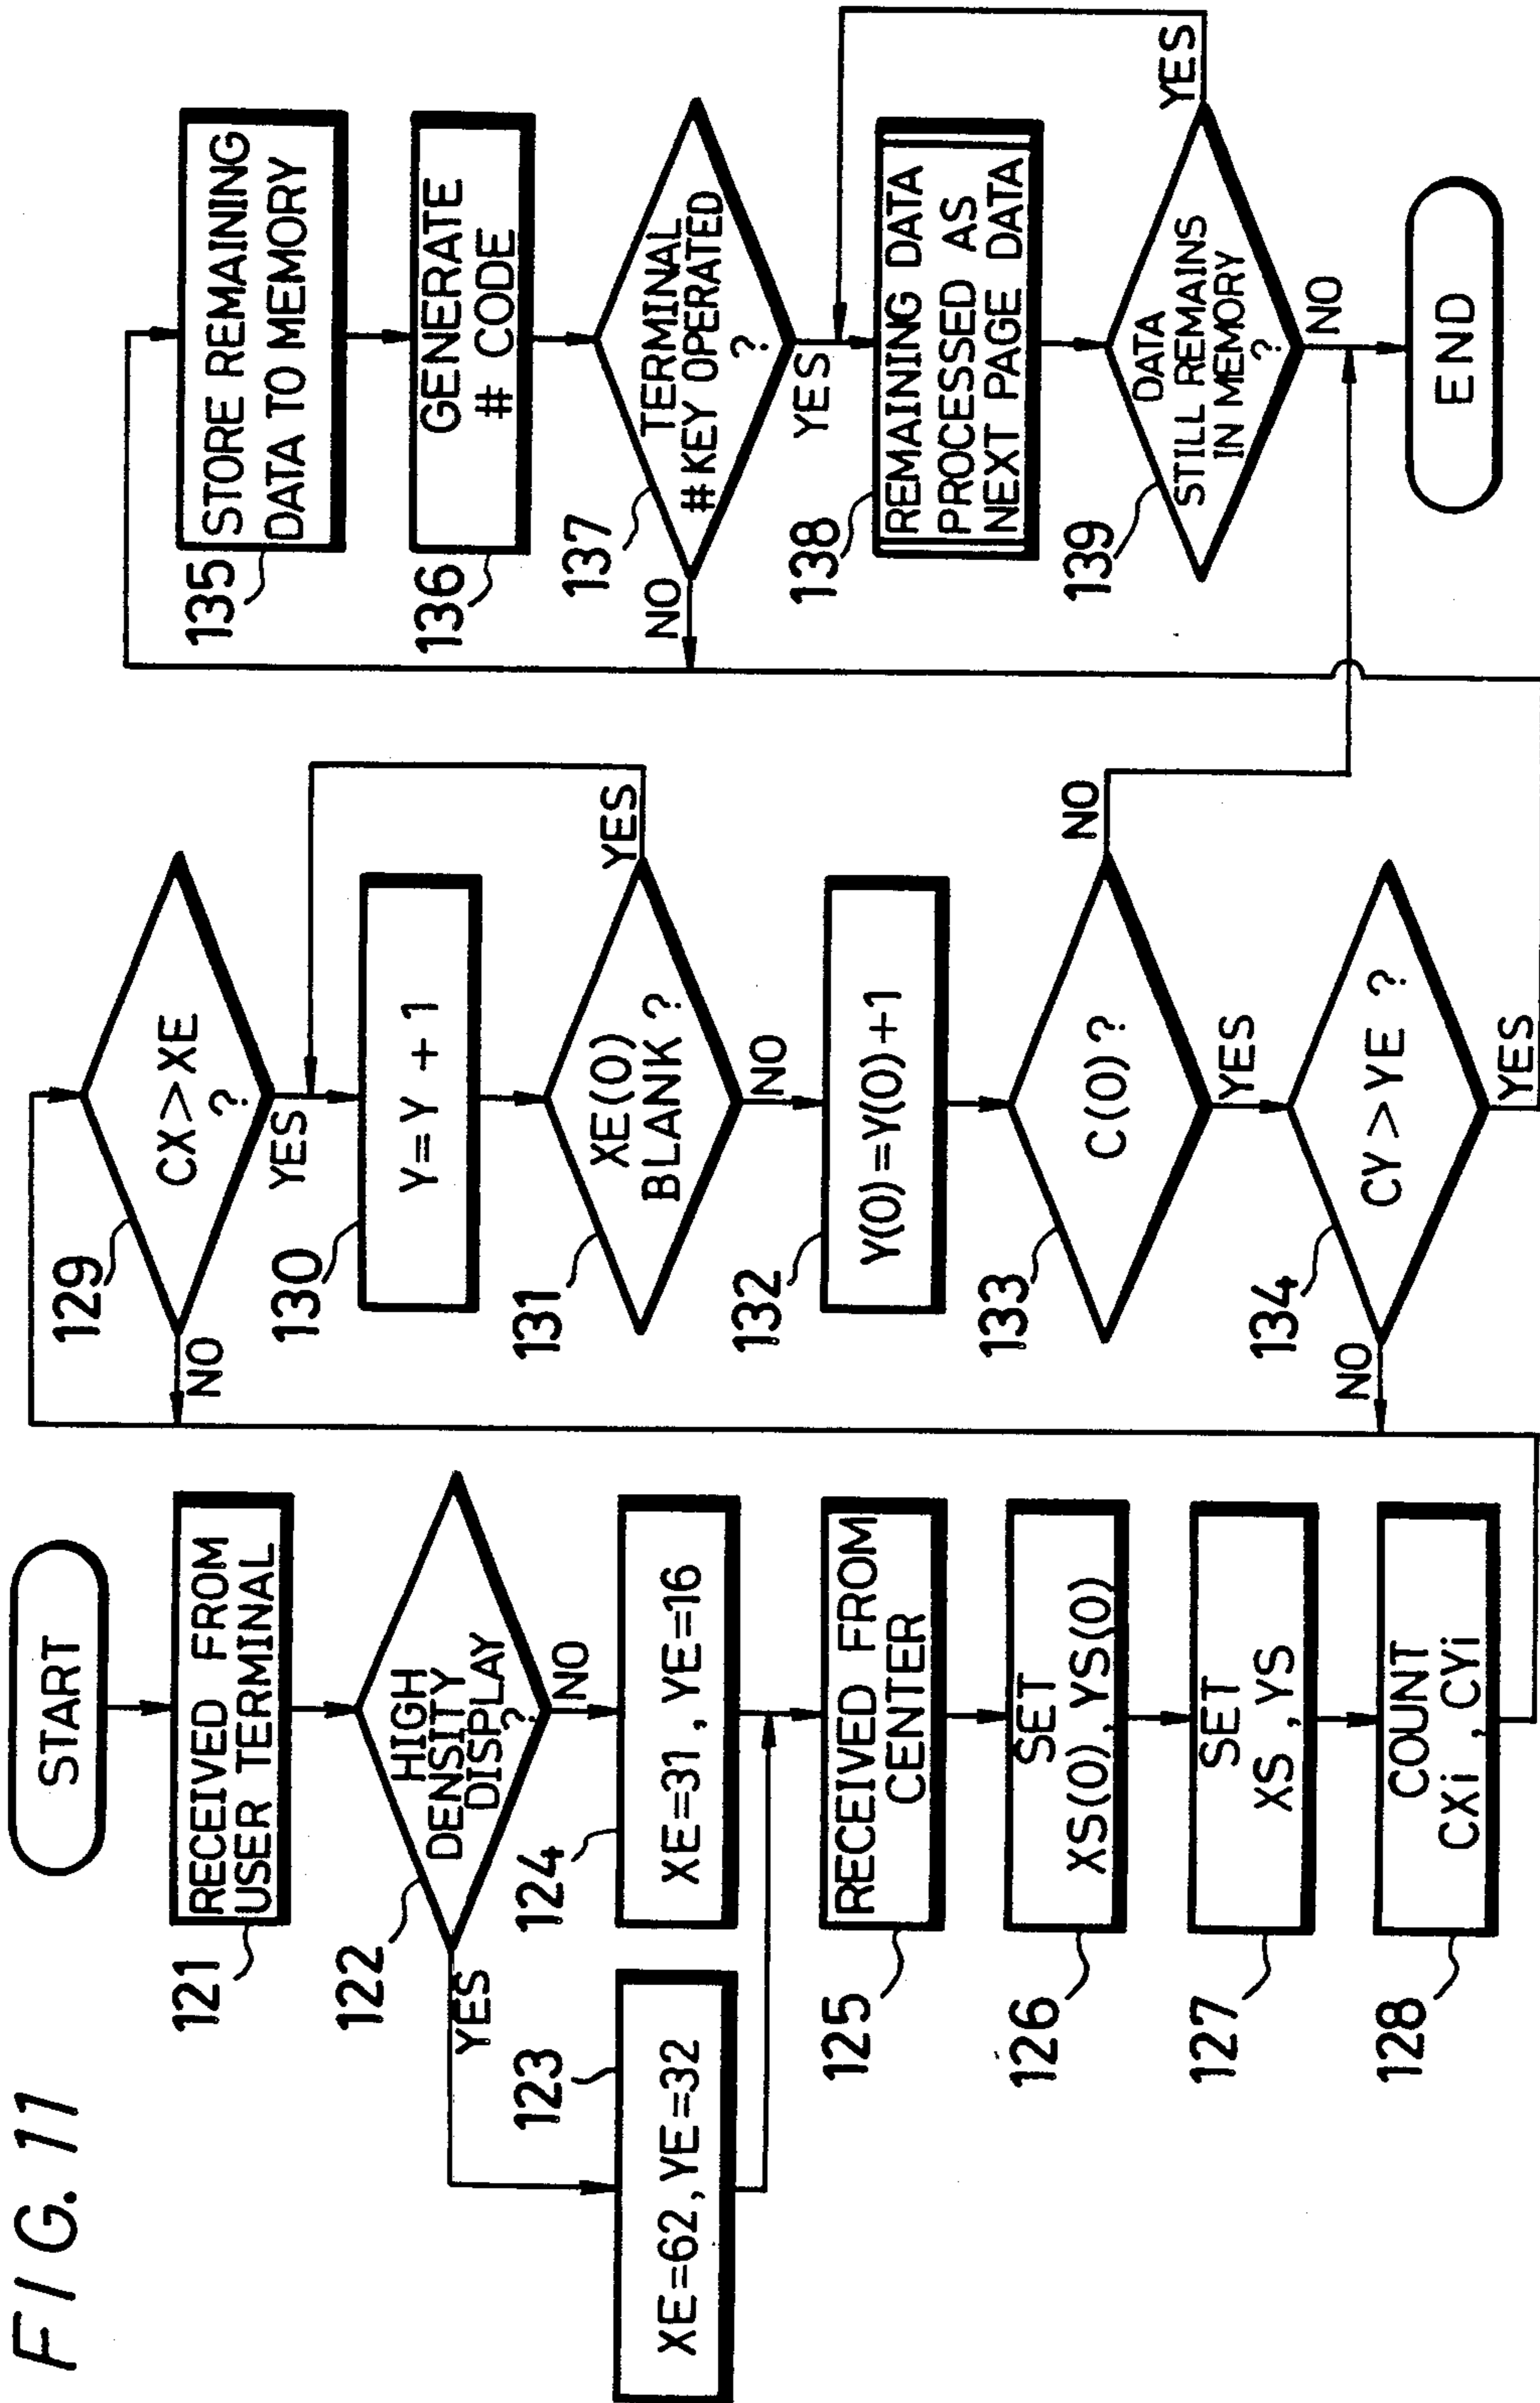 FIG. 11
START
121
RECEIVED FROM
USER TERMINAL
122
HIGH
DENSITY
DISPLAY
?
YES
NO
123
XE=62, YE=32
124
XE=31, YE=16
125
RECEIVED FROM
CENTER
126
SET
XS(0), YS(0)
127
SET
XS, YS
128
COUNT
CXi, CYi
129
CX>XE
?
NO
YES
130
Y=Y+1
131
XE(0)
BLANK?
YES
NO
132
Y(0)=Y(0)+1
133
C(0)?
NO
YES
134
CY>YE ?
NO
YES
135
STORE REMAINING
DATA TO MEMORY
136
GENERATE
# CODE
137
TERMINAL
# KEY OPERATED
?
NO
YES
138
REMAINING DATA
PROCESSED AS
NEXT PAGE DATA
139
DATA
STILL REMAINS
IN MEMORY
?
YES
NO
END